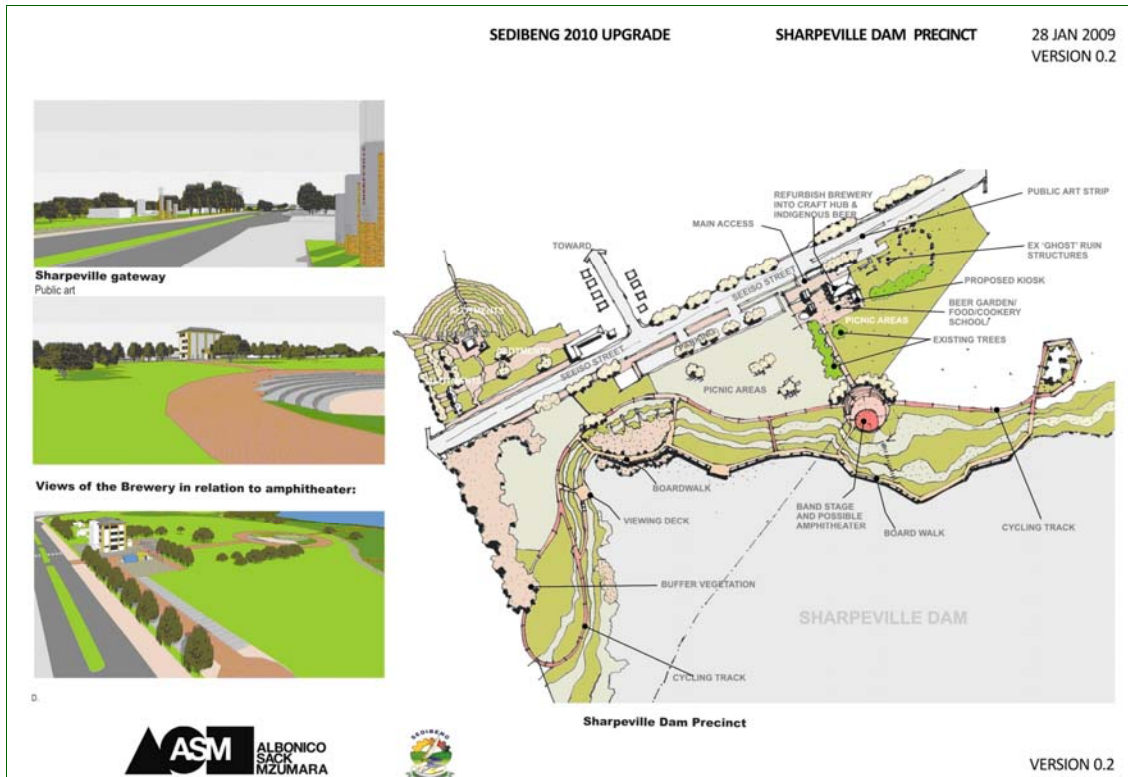 SEDIBENG 2010 UPGRADE
SHARPEVILLE DAM PRECINCT
28 JAN 2009
VERSION 0.2
Sharpeville gateway
Public art
Views of the Brewery in relation to amphitheater:
D.
REFURBISH BREWERY
INTO CRAFT HUB &
INDIGENOUS BEER
MAIN ACCESS
TOWARD
PUBLIC ART STRIP
EX 'GHOST' RUIN
STRUCTURES
PROPOSED KIOSK
BEER GARDEN/
FOOD/COOKERY
SCHOOL/
PICNIC AREAS
EXISTING TREES
SEEISO STREET
PARKING
ALOTMENTS
ALOTMENTS
SEEISO STREET
PICNIC AREAS
BOARDWALK
VIEWING DECK
BAND STAGE
AND POSSIBLE
AMPHITHEATER
BOARD WALK
CYCLING TRACK
BUFFER VEGETATION
SHARPEVILLE DAM
CYCLING TRACK
Sharpeville Dam Precinct
ASM
ALBONICO
SACK
MZUMARA
SEDIBENG
VERSION 0.2